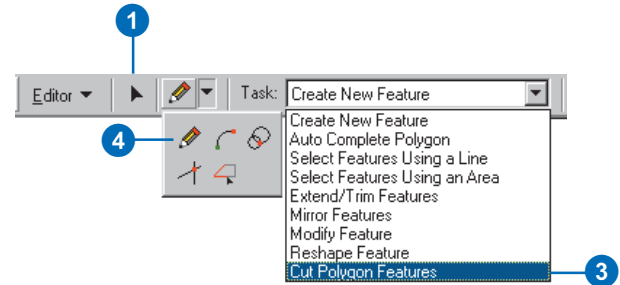 1
Editor Task: Create New Feature
4
Create New Feature
Auto Complete Polygon
Select Features Using a Line
Select Features Using an Area
Extend/Trim Features
Mirror Features
Modify Feature
Reshape Feature
Cut Polygon Features
3